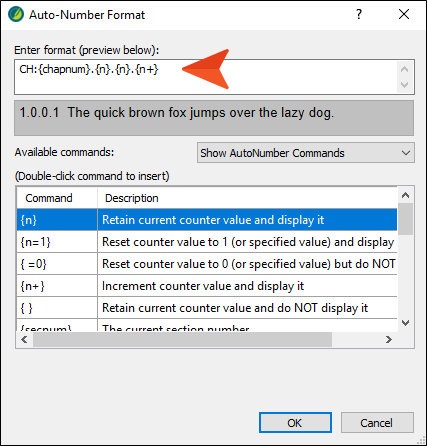 Auto-Number Format
Enter format (preview below):
CH:{chapnum}.{n}.{n}.{n+}
1.0.0.1 The quick brown fox jumps over the lazy dog.
Available commands:
Show AutoNumber Commands
(Double-click command to insert)
Command Description
{n} Retain current counter value and display it
{n=1} Reset counter value to 1 (or specified value) and display
{ =0} Reset counter value to 0 (or specified value) but do NOT
{n+} Increment counter value and display it
{ } Retain current counter value and do NOT display it
{secnum} The current section number
OK Cancel